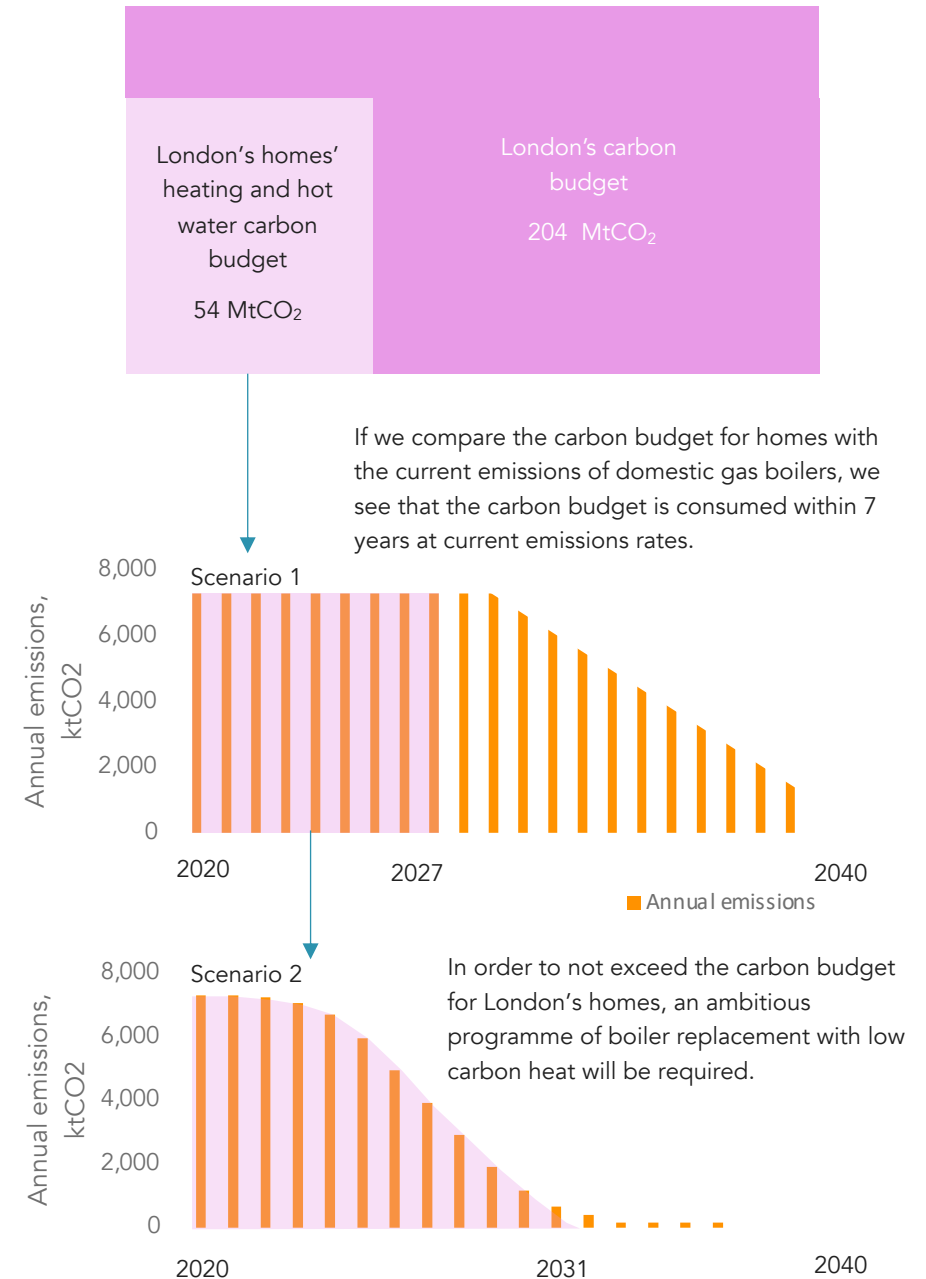 London's homes'
heating and hot
water carbon
budget
54 MtCO₂
London's carbon
budget
204 MtCO₂
If we compare the carbon budget for homes with
the current emissions of domestic gas boilers, we
see that the carbon budget is consumed within 7
years at current emissions rates.
Scenario 1
Annual emissions,
ktCO2
8,000
6,000
4,000
2,000
0
2020
2027
2040
Annual emissions
Scenario 2
In order to not exceed the carbon budget
for London's homes, an ambitious
programme of boiler replacement with low
carbon heat will be required.
Annual emissions,
ktCO2
8,000
6,000
4,000
2,000
0
2020
2031
2040